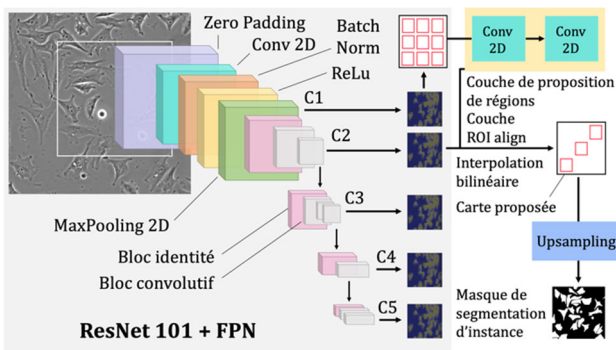 Zero Padding
Conv 2D
Batch
Norm
ReLu
C1
C2
C3
C4
C5
MaxPooling 2D
Bloc identité
Bloc convolutif
ResNet 101 + FPN
Conv
2D
Conv
2D
Couche de proposition
de régions
Couche
ROI align
Interpolation
bilinéaire
Carte proposée
Upsampling
Masque de
segmentation
d'instance